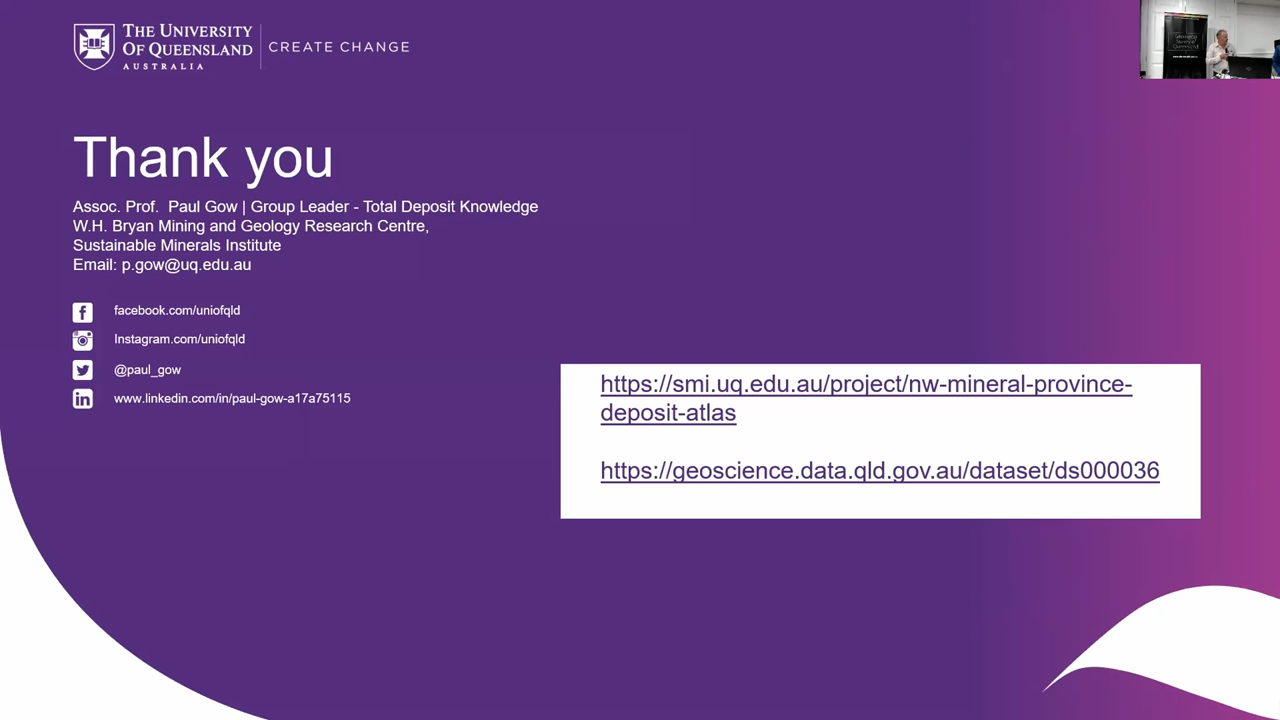 THE UNIVERSITY
OF QUEENSLAND
AUSTRALIA
CREATE CHANGE
Thank you
Assoc. Prof.  Paul Gow | Group Leader - Total Deposit Knowledge
W.H. Bryan Mining and Geology Research Centre,
Sustainable Minerals Institute
Email: p.gow@uq.edu.au
facebook.com/uniofqld
Instagram.com/uniofqld
@paul_gow
www.linkedin.com/in/paul-gow-a17a75115
https://smi.uq.edu.au/project/nw-mineral-province-
deposit-atlas
https://geoscience.data.qld.gov.au/dataset/ds000036